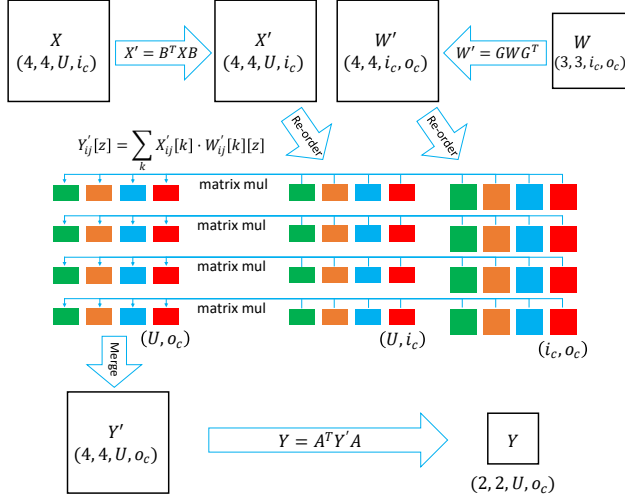 X
(4, 4, U, i_c)
X′ = B^T XB
X′
(4, 4, U, i_c)
W′
(4, 4, i_c, o_c)
W′ = GWG^T
W
(3, 3, i_c, o_c)
Re-order
Re-order
Y′_ij[z] = ∑_k X′_ij[k] · W′_ij[k][z]
matrix mul
matrix mul
matrix mul
matrix mul
(U, o_c)
(U, i_c)
(i_c, o_c)
Merge
Y′
(4, 4, U, o_c)
Y = A^T Y′ A
Y
(2, 2, U, o_c)